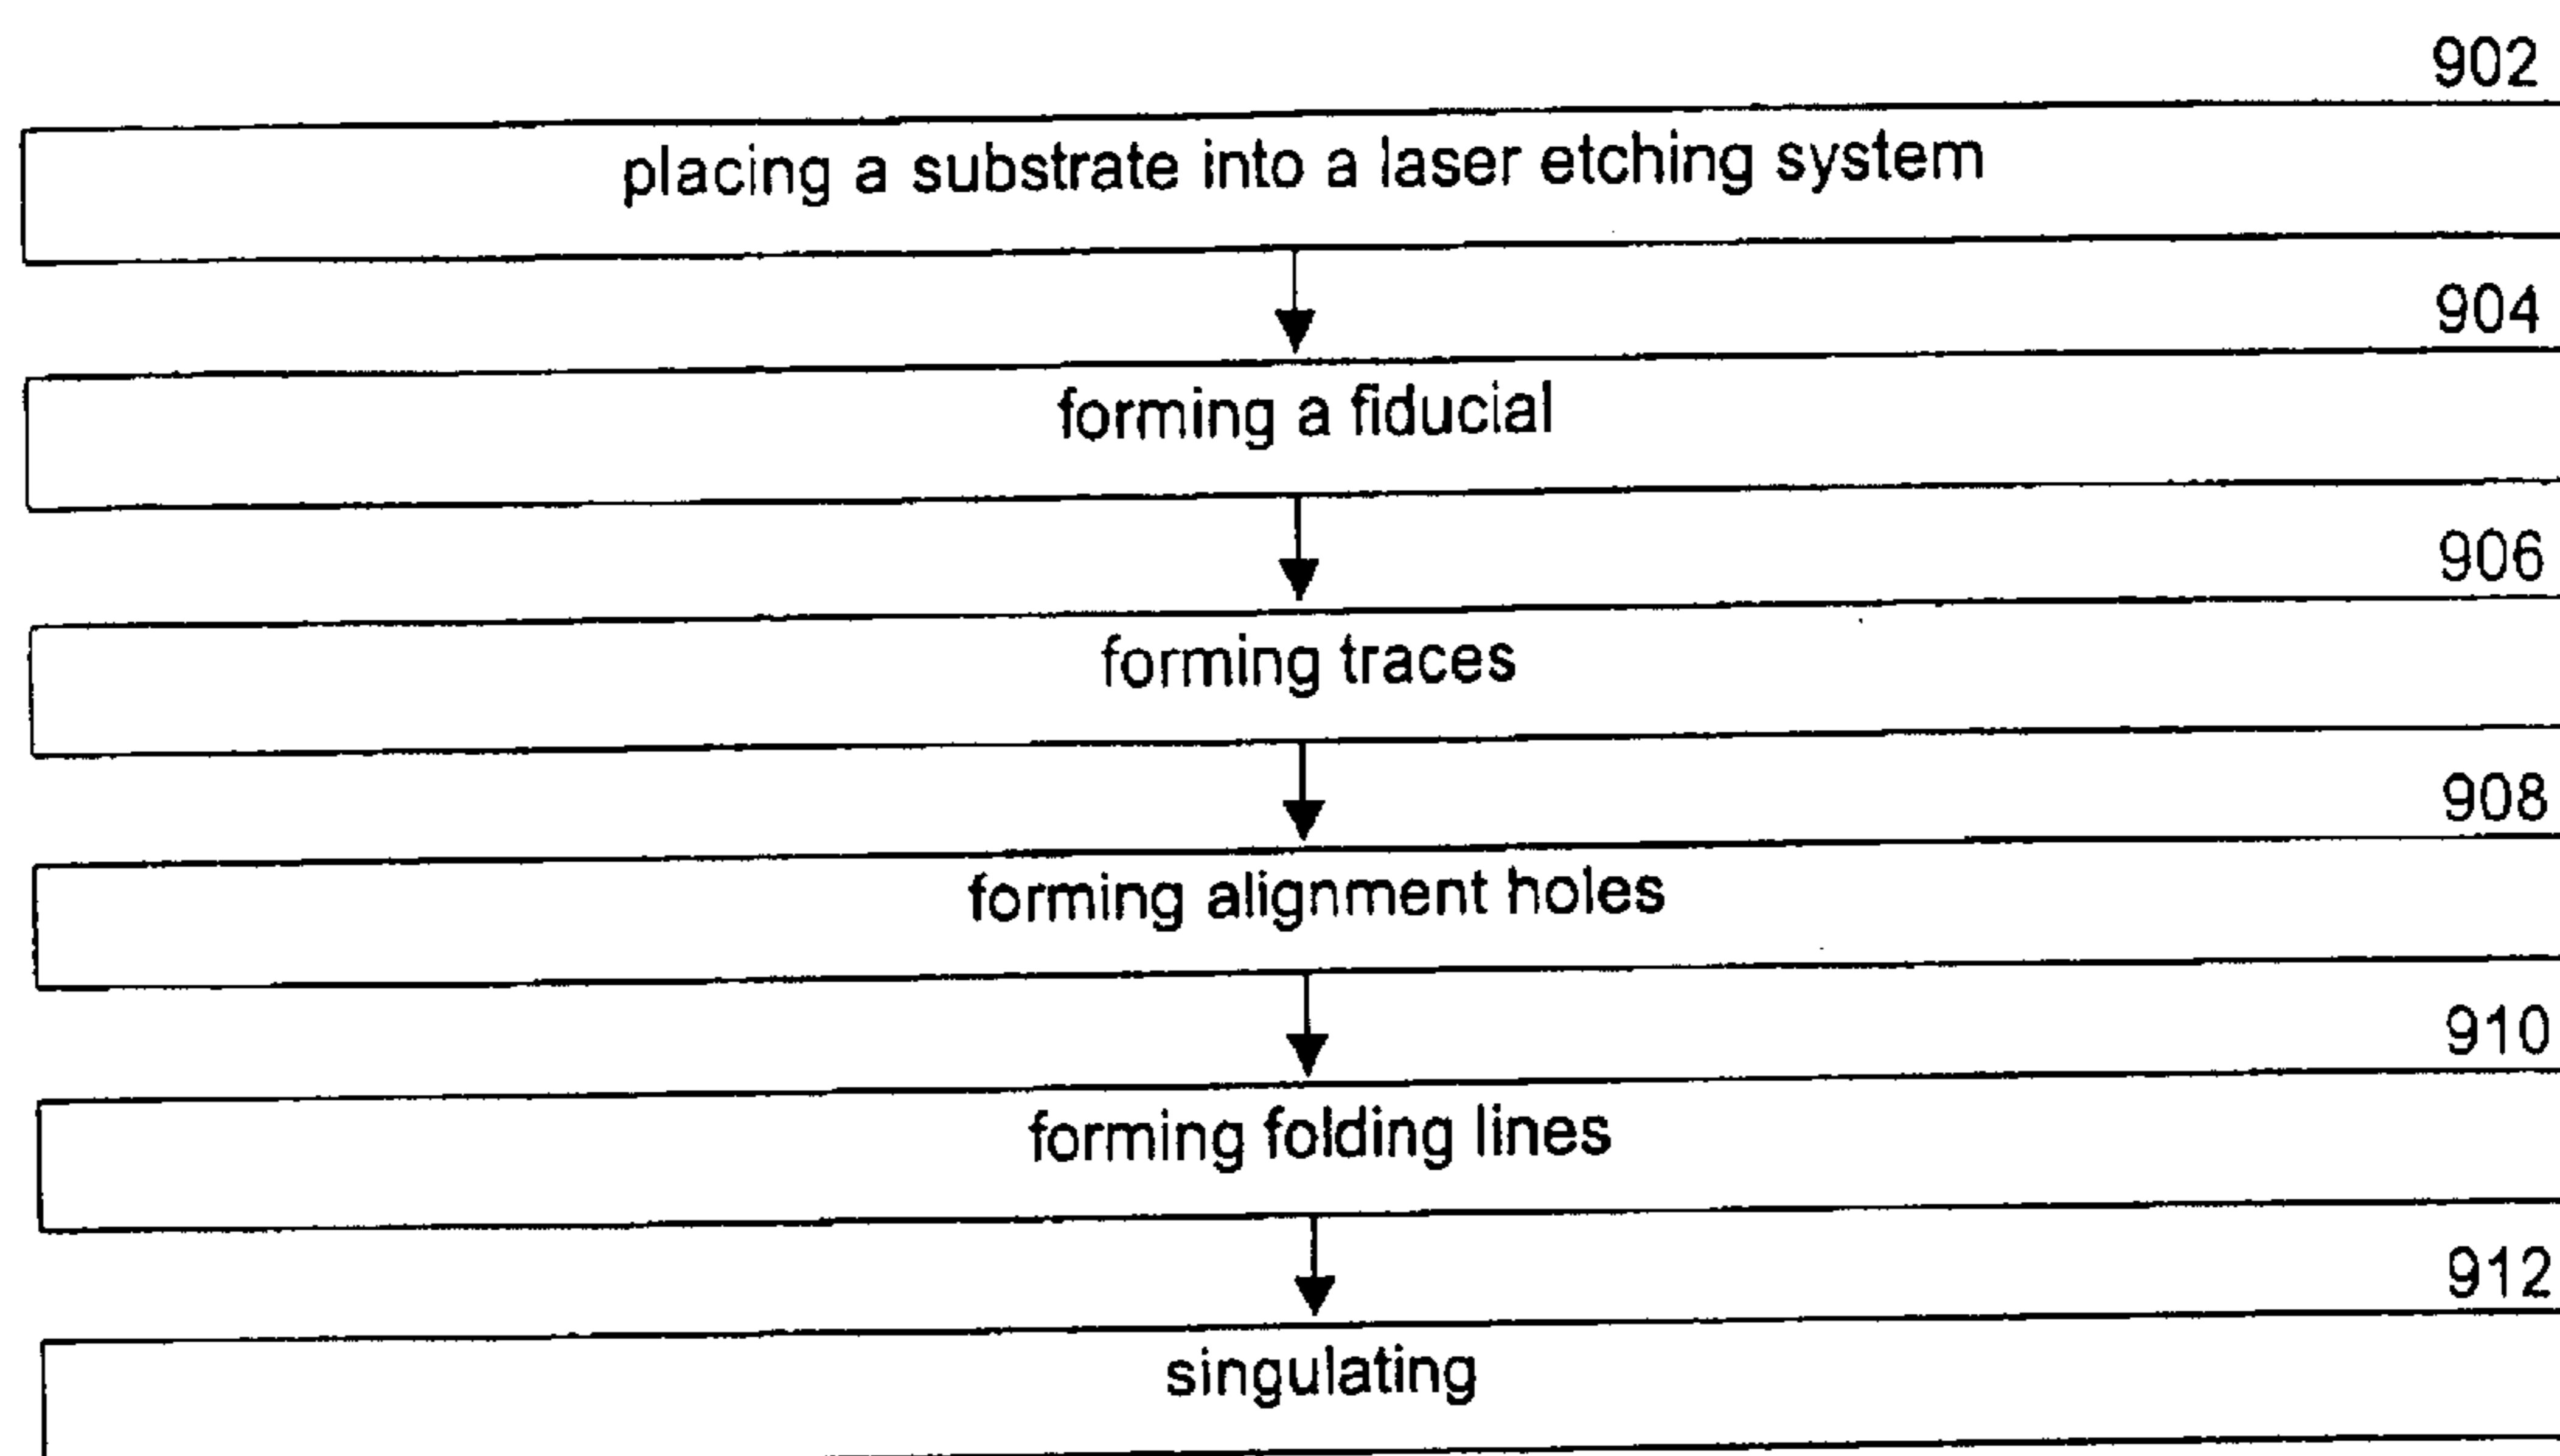 902
placing a substrate into a laser etching system
904
forming a fiducial
906
forming traces
908
forming alignment holes
910
forming folding lines
912
singulating